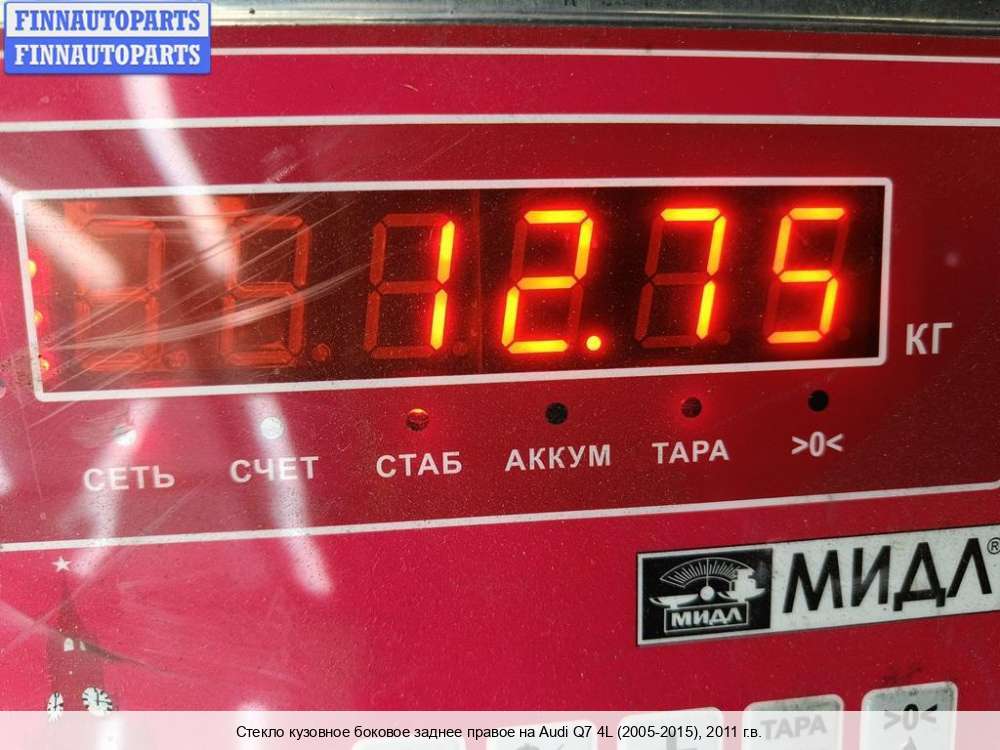 FINNAUTOPARTS
FINNAUTOPARTS
12.75
КГ
СЕТЬ СЧЕТ СТАБ АККУМ ТАРА >0<
МИДЛ МИДЛ®
ТАРА >0<
Стекло кузовное боковое заднее правое на Audi Q7 4L (2005-2015), 2011 г.в.